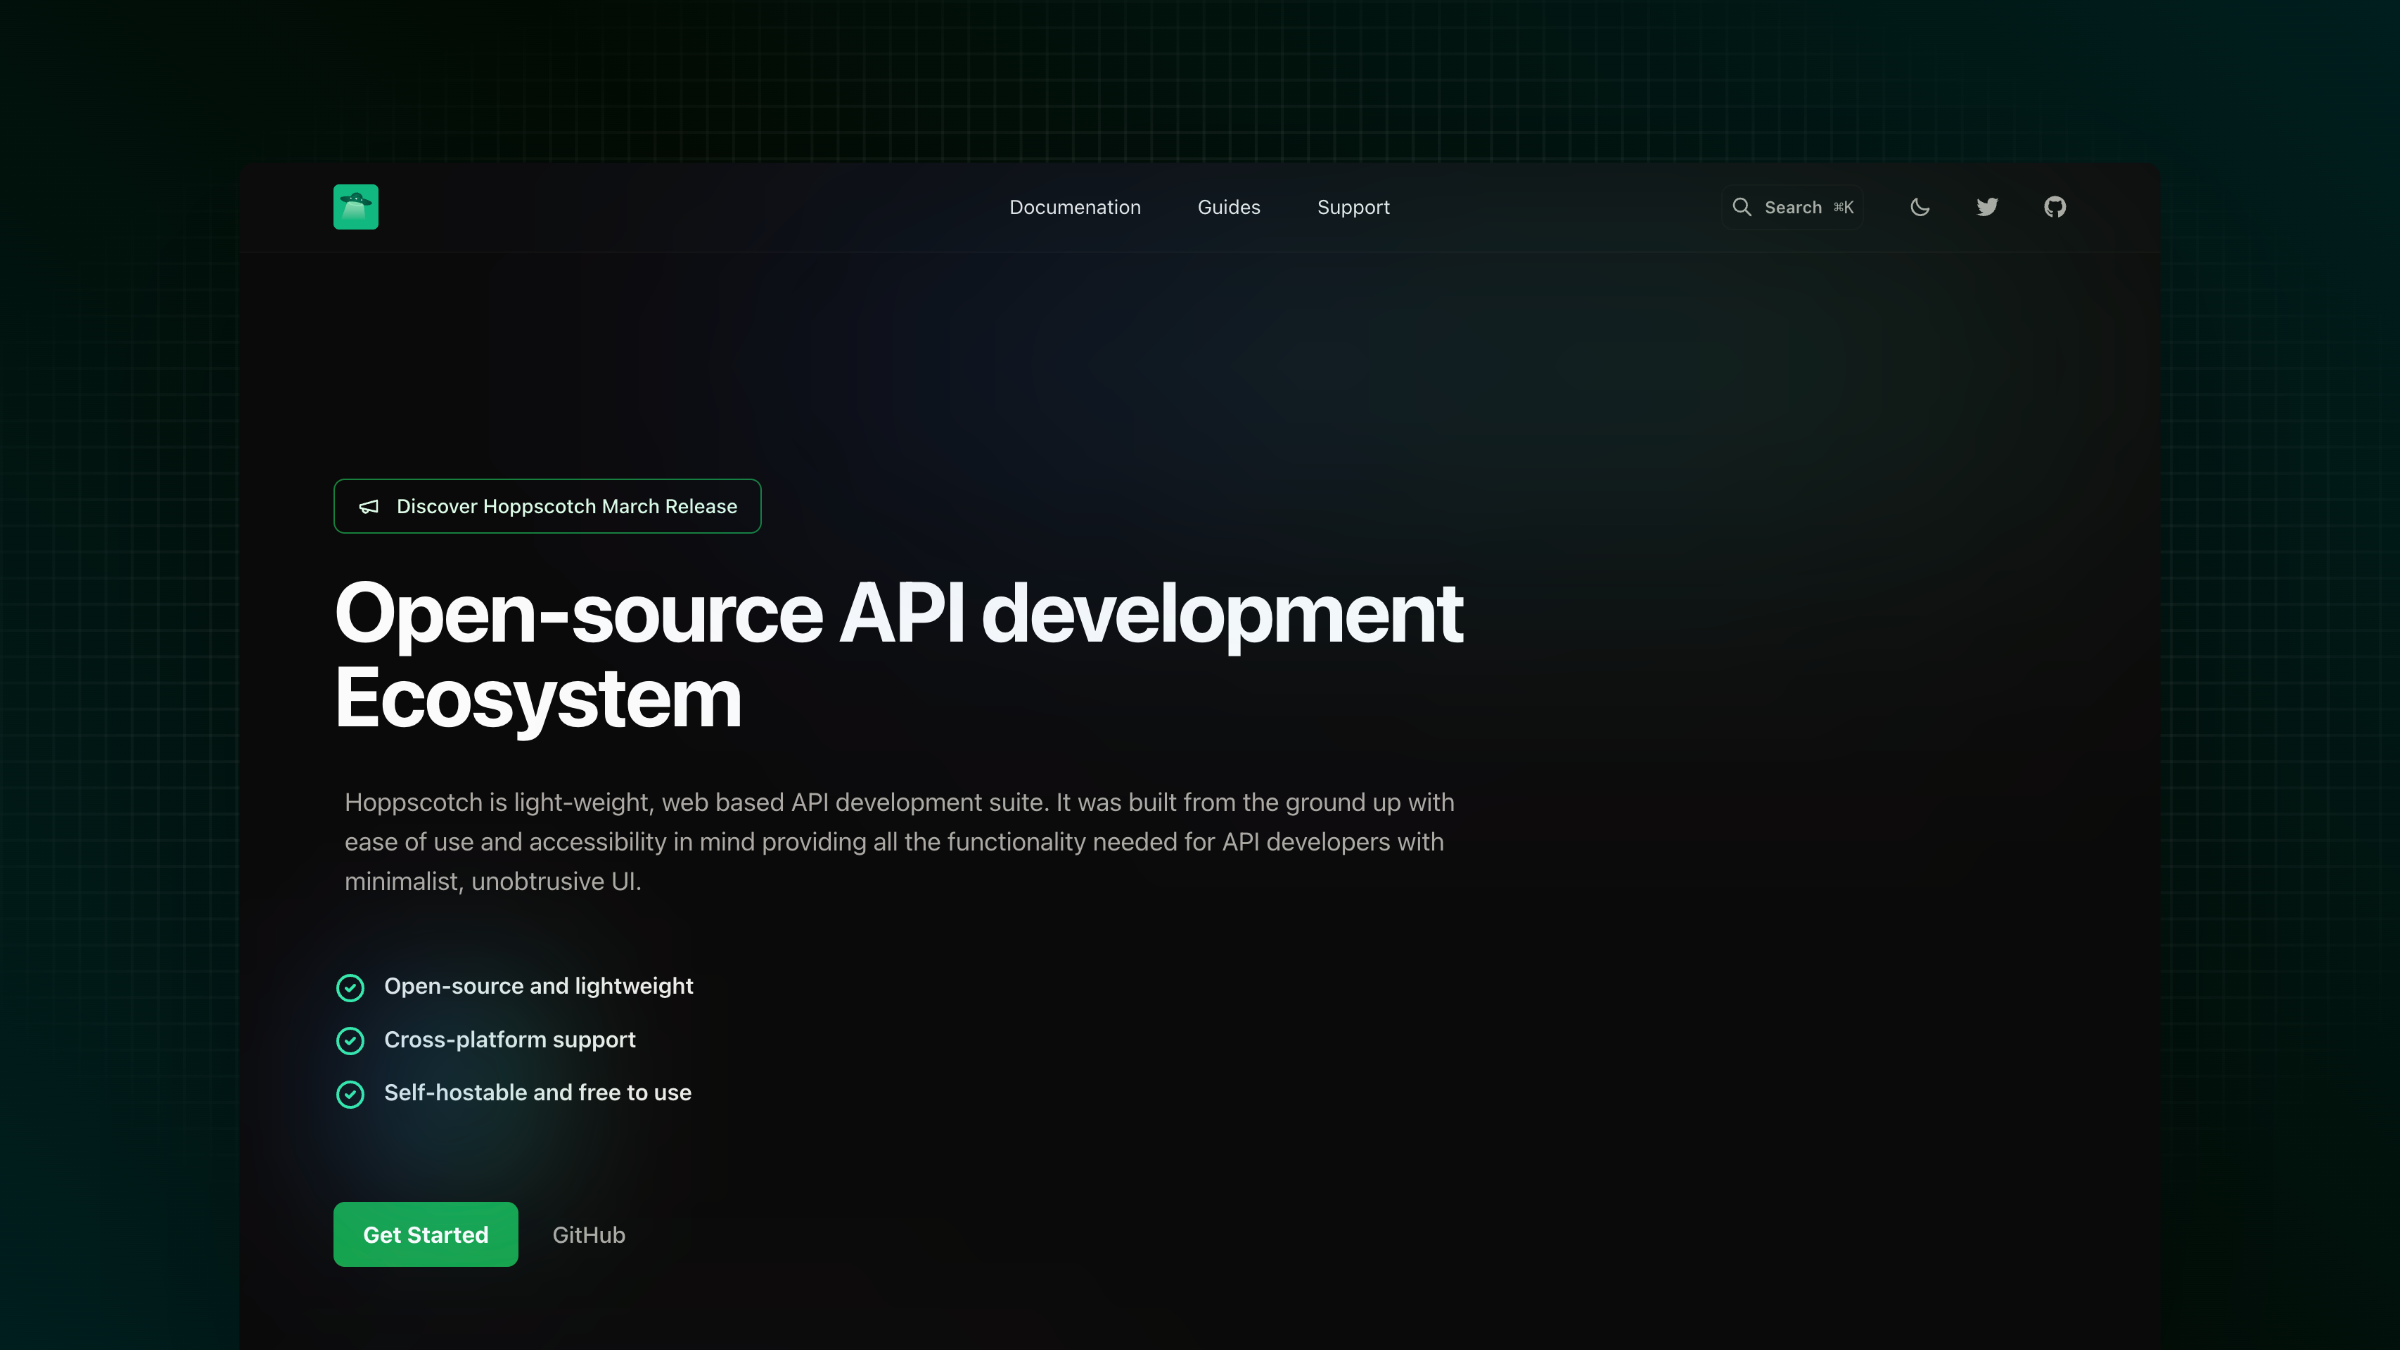 Documenation
Guides
Support
Search ⌘K
Discover Hoppscotch March Release
Open-source API development
Ecosystem
Hoppscotch is light-weight, web based API development suite. It was built from the ground up with
ease of use and accessibility in mind providing all the functionality needed for API developers with
minimalist, unobtrusive UI.
Open-source and lightweight
Cross-platform support
Self-hostable and free to use
Get Started
GitHub